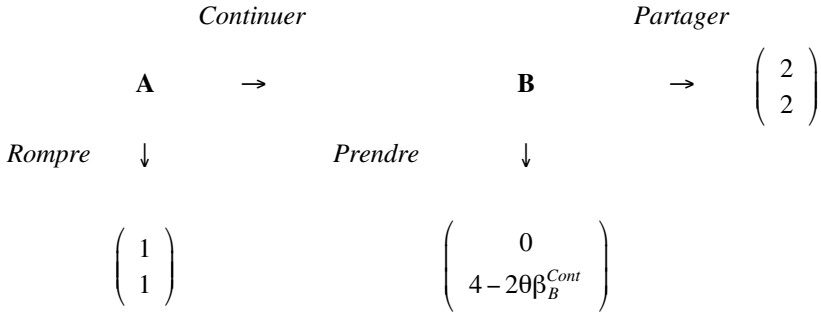 Continuer Partager
A → B → ( 2
2 )
Rompre ↓ Prendre ↓
( 1
1 ) ( 0
4 – 2θβ_B^Cont )